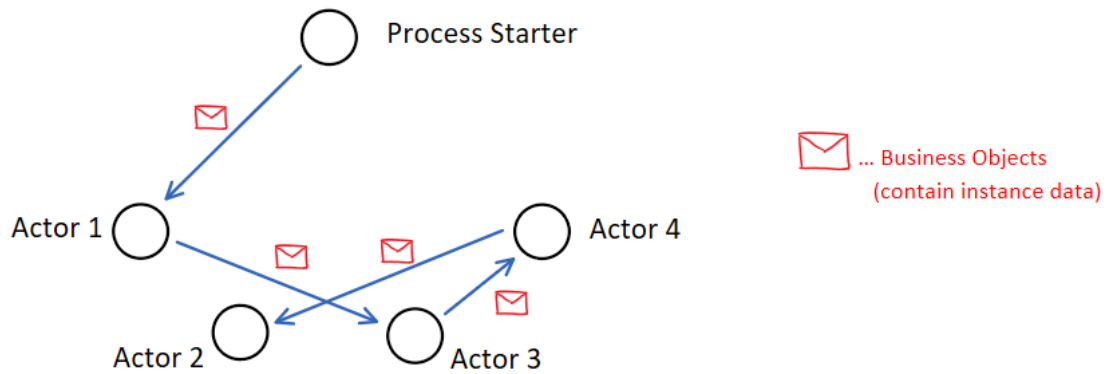 Process Starter
... Business Objects
(contain instance data)
Actor 1
Actor 4
Actor 2
Actor 3